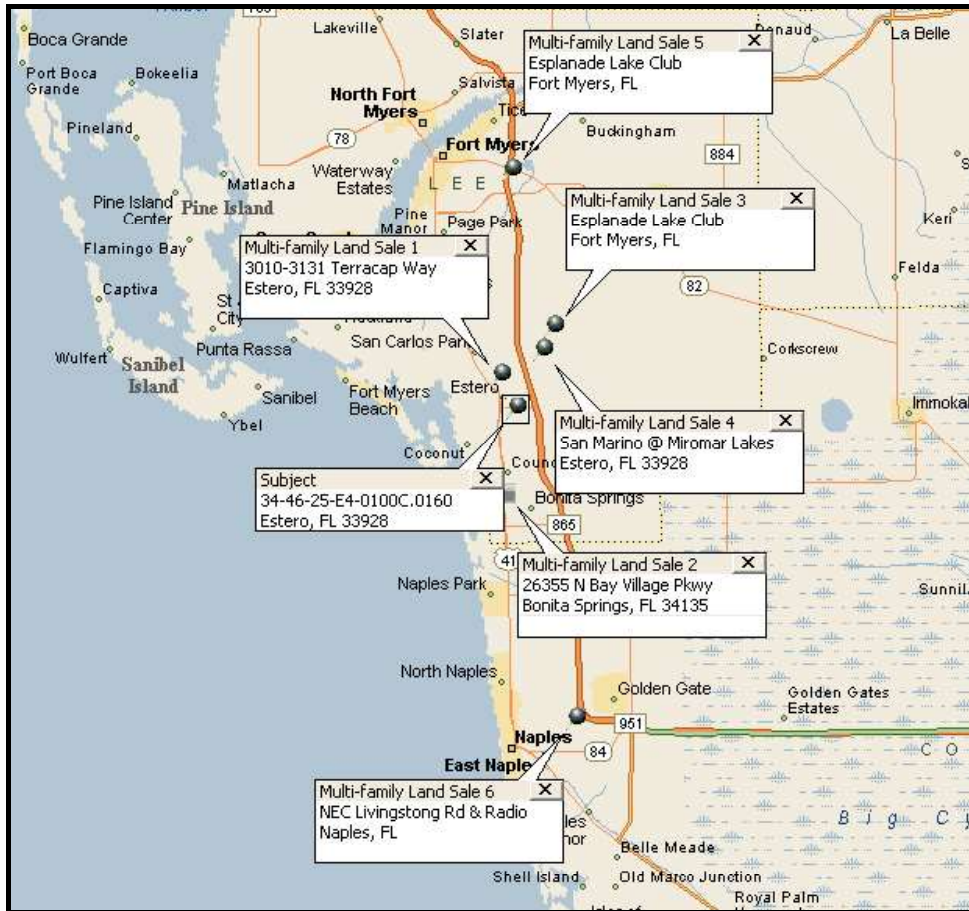 Boca Grande
Port Boca
Grande
Bokeelia
Pineland
Lakeville
Slater
La Belle
Multi-family Land Sale 5
Esplanade Lake Club
Fort Myers, FL
North Fort
Myers
Salvista
78
Fort Myers
Buckingham
884
Waterway
Estates
L E E
Matlacha
Pine Island
Center
Pine Island
Pine
Manor
Page Park
Multi-family Land Sale 3
Esplanade Lake Club
Fort Myers, FL
Keri
Flamingo Bay
Multi-family Land Sale 1
3010-3131 Terracap Way
Estero, FL 33928
Felda
82
Captiva
St
City
San Carlos Park
Punta Rassa
Wulfert
Sanibel
Island
Corkscrew
Sanibel
Fort Myers
Beach
Estero
Ybel
Immokal
Multi-family Land Sale 4
San Marino @ Miromar Lakes
Estero, FL 33928
Coconut
Subject
34-46-25-E4-0100C.0160
Estero, FL 33928
Bonita Springs
865
41
Multi-family Land Sale 2
26355 N Bay Village Pkwy
Bonita Springs, FL 34135
Naples Park
Sunnil
North Naples
Golden Gate
Golden Gates
Estates
951
Naples
84
C O
East Naple
Multi-family Land Sale 6
NEC Livingstong Rd & Radio
Naples, FL
B i g C y
Belle Meade
Shell Island
Old Marco Junction
Royal Palm